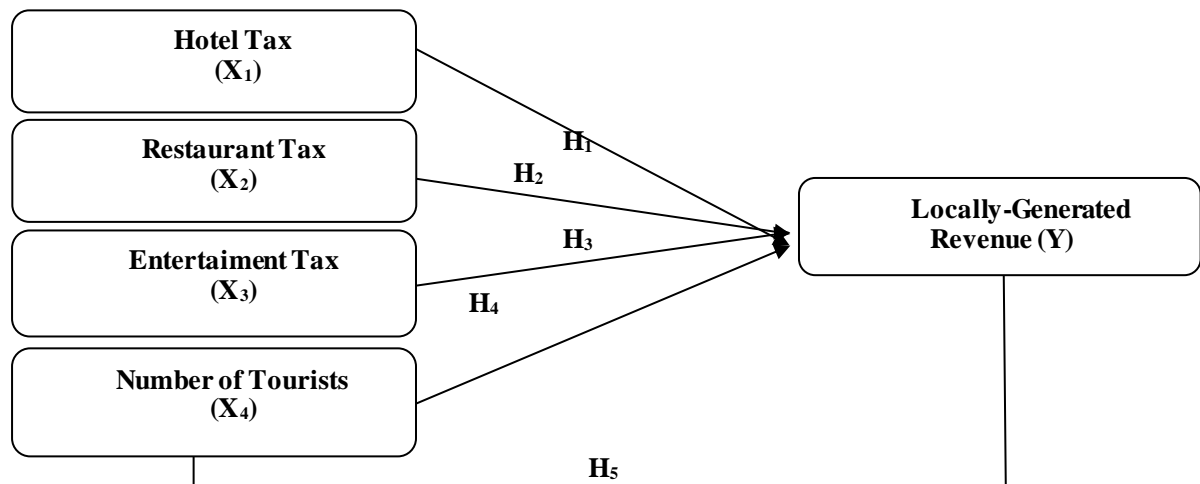 Hotel Tax
(X₁)
Restaurant Tax
(X₂)
Entertaiment Tax
(X₃)
Number of Tourists
(X₄)
H₁
H₂
H₃
H₄
H₅
Locally-Generated
Revenue (Y)